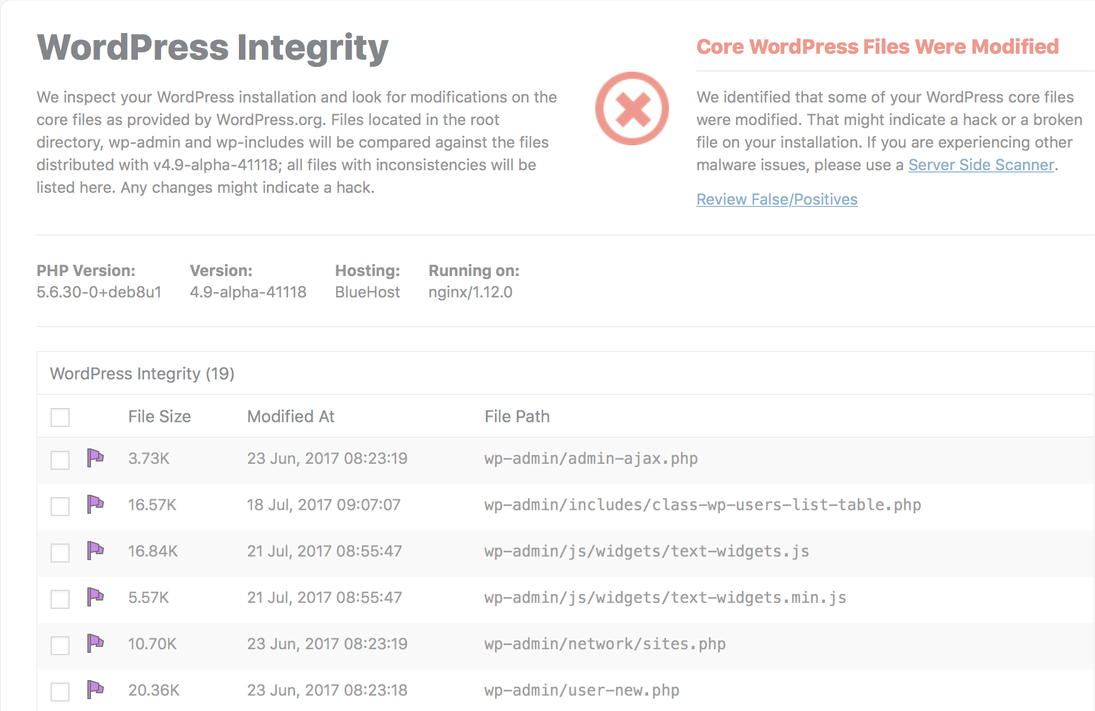 WordPress Integrity
We inspect your WordPress installation and look for modifications on the
core files as provided by WordPress.org. Files located in the root
directory, wp-admin and wp-includes will be compared against the files
distributed with v4.9-alpha-41118; all files with inconsistencies will be
listed here. Any changes might indicate a hack.
Core WordPress Files Were Modified
We identified that some of your WordPress core files
were modified. That might indicate a hack or a broken
file on your installation. If you are experiencing other
malware issues, please use a Server Side Scanner.
Review False/Positives
PHP Version: Version: Hosting: Running on:
5.6.30-0+deb8u1 4.9-alpha-41118 BlueHost nginx/1.12.0
WordPress Integrity (19)
File Size Modified At File Path
3.73K 23 Jun, 2017 08:23:19 wp-admin/admin-ajax.php
16.57K 18 Jul, 2017 09:07:07 wp-admin/includes/class-wp-users-list-table.php
16.84K 21 Jul, 2017 08:55:47 wp-admin/js/widgets/text-widgets.js
5.57K 21 Jul, 2017 08:55:47 wp-admin/js/widgets/text-widgets.min.js
10.70K 23 Jun, 2017 08:23:19 wp-admin/network/sites.php
20.36K 23 Jun, 2017 08:23:18 wp-admin/user-new.php